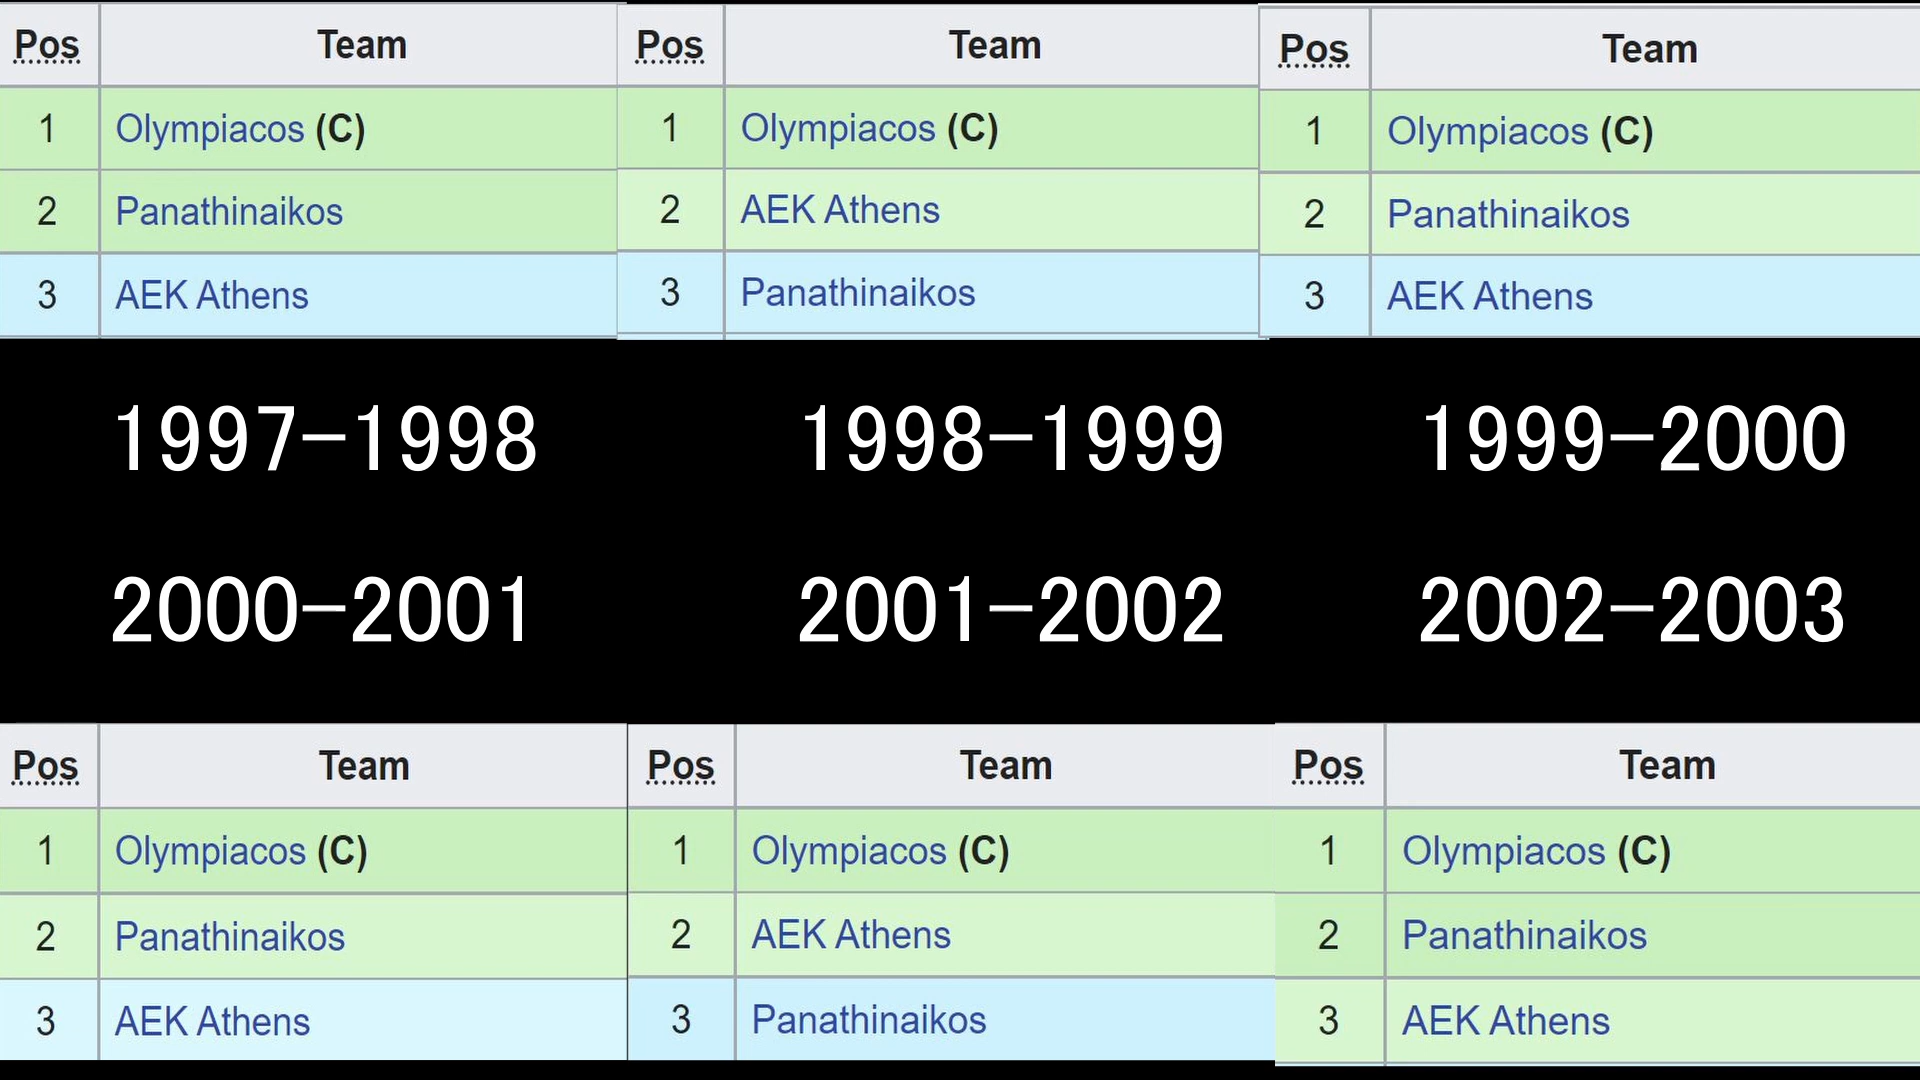 Pos Team Pos Team Pos Team
1 Olympiacos (C) 1 Olympiacos (C) 1 Olympiacos (C)
2 Panathinaikos 2 AEK Athens 2 Panathinaikos
3 AEK Athens 3 Panathinaikos 3 AEK Athens
1997-1998 1998-1999 1999-2000
2000-2001 2001-2002 2002-2003
Pos Team Pos Team Pos Team
1 Olympiacos (C) 1 Olympiacos (C) 1 Olympiacos (C)
2 Panathinaikos 2 AEK Athens 2 Panathinaikos
3 AEK Athens 3 Panathinaikos 3 AEK Athens